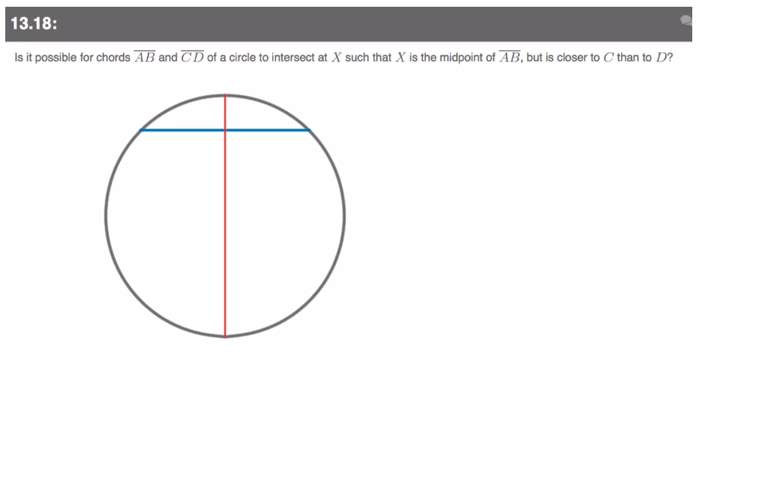 13.18:
Is it possible for chords AB and CD of a circle to intersect at X such that X is the midpoint of AB, but is closer to C than to D?